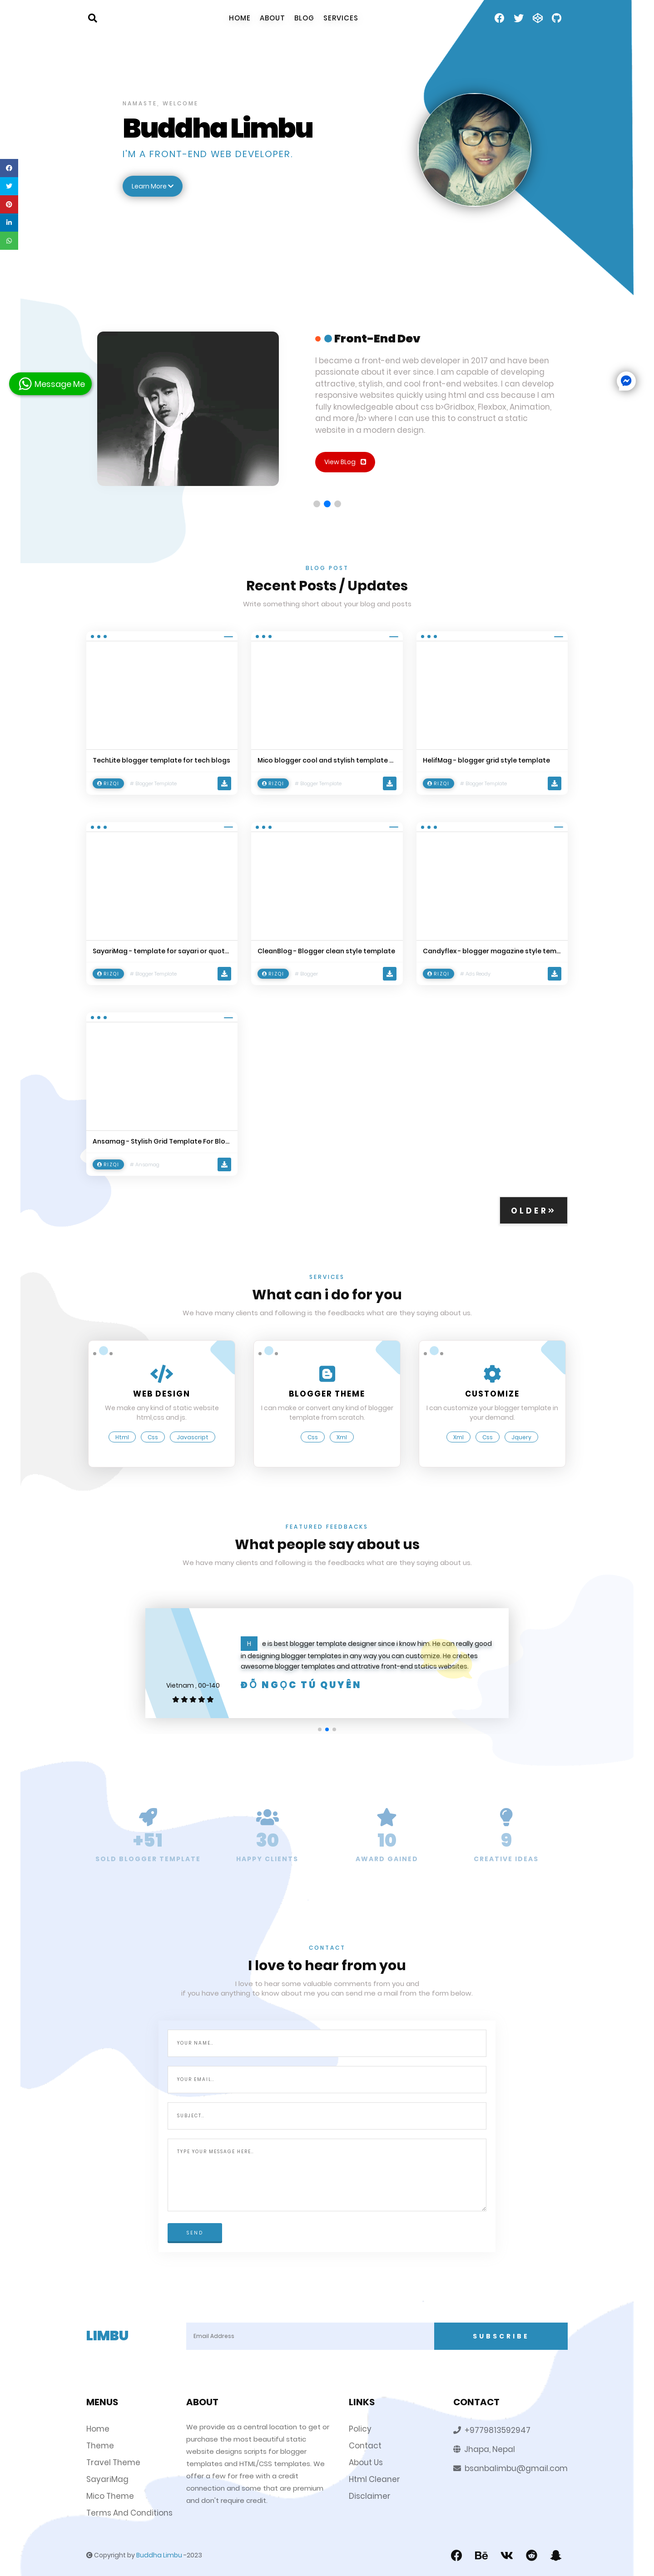 HOME ABOUT BLOG SERVICES
NAMASTE, WELCOME
Buddha Limbu
I'M A FRONT-END WEB DEVELOPER.
Learn More
Message Me
Front-End Dev
I became a front-end web developer in 2017 and have been
passionate about it ever since. I am capable of developing
attractive, stylish, and cool front-end websites. I can develop
responsive websites quickly using html and css because I am
fully knowledgeable about css b>Gridbox, Flexbox, Animation,
and more./b> where I can use this to construct a static
website in a modern design.
View BLog
BLOG POST
Recent Posts / Updates
Write something short about your blog and posts
TechLite blogger template for tech blogs
RIZQI # Blogger Template
Mico blogger cool and stylish template ...
RIZQI # Blogger Template
HelifMag - blogger grid style template
RIZQI # Blogger Template
SayariMag - template for sayari or quot...
RIZQI # Blogger Template
CleanBlog - Blogger clean style template
RIZQI # Blogger
Candyflex - blogger magazine style tem...
RIZQI # Ads Ready
Ansamag - Stylish Grid Template For Blo...
RIZQI # Ansamag
OLDER»
SERVICES
What can i do for you
We have many clients and following is the feedbacks what are they saying about us.
WEB DESIGN
We make any kind of static website
html,css and js.
Html Css Javascript
BLOGGER THEME
I can make or convert any kind of blogger
template from scratch.
Css Xml
CUSTOMIZE
I can customize your blogger template in
your demand.
Xml Css Jquery
FEATURED FEEDBACKS
What people say about us
We have many clients and following is the feedbacks what are they saying about us.
Vietnam , 00-140
H e is best blogger template designer since i know him. He can really good
in designing blogger templates in any way you can customize. He creates
awesome blogger templates and attrative front-end statics websites.
ĐỖ NGỌC TÚ QUYÊN
+51
SOLD BLOGGER TEMPLATE
30
HAPPY CLIENTS
10
AWARD GAINED
9
CREATIVE IDEAS
CONTACT
I love to hear from you
I love to hear some valuable comments from you and
if you have anything to know about me you can send me a mail from the form below.
YOUR NAME..
YOUR EMAIL..
SUBJECT..
TYPE YOUR MESSAGE HERE..
SEND
LIMBU
Email Address
SUBSCRIBE
MENUS
Home
Theme
Travel Theme
SayariMag
Mico Theme
Terms And Conditions
ABOUT
We provide as a central location to get or
purchase the most beautiful static
website designs scripts for blogger
templates and HTML/CSS templates. We
offer a few for free with a credit
connection and some that are premium
and don't require credit.
LINKS
Policy
Contact
About Us
Html Cleaner
Disclaimer
CONTACT
+9779813592947
Jhapa, Nepal
bsanbalimbu@gmail.com
Copyright by Buddha Limbu -2023